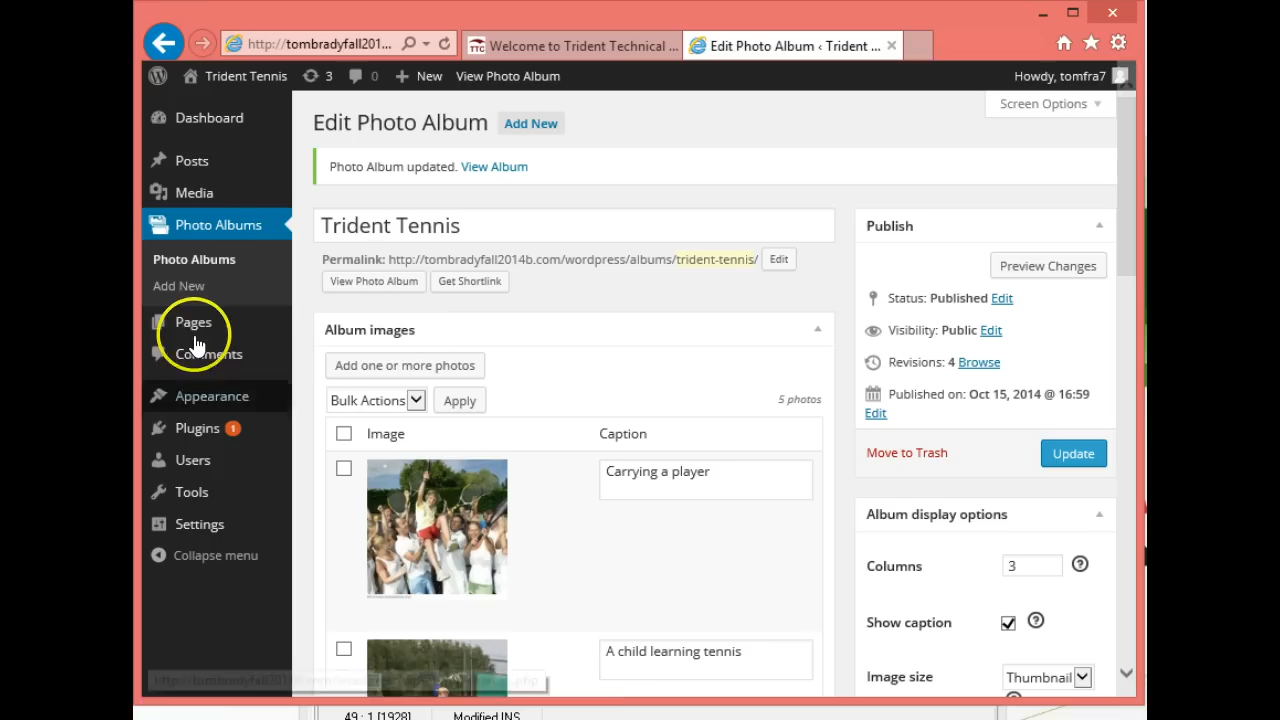 http://tombradyfall201...
TTC
Welcome to Trident Technical ...
Edit Photo Album ‹ Trident ...
Trident Tennis
3
0
New
View Photo Album
Howdy, tomfra7
Dashboard
Posts
Media
Photo Albums
Photo Albums
Add New
Pages
Comments
Appearance
Plugins 1
Users
Tools
Settings
Collapse menu
Screen Options
Edit Photo Album Add New
Photo Album updated. View Album
Trident Tennis
Permalink: http://tombradyfall2014b.com/wordpress/albums/trident-tennis/ Edit
View Photo Album Get Shortlink
Album images
Add one or more photos
Bulk Actions Apply 5 photos
Image Caption
Carrying a player
A child learning tennis
Publish
Preview Changes
Status: Published Edit
Visibility: Public Edit
Revisions: 4 Browse
Published on: Oct 15, 2014 @ 16:59
Edit
Move to Trash Update
Album display options
Columns 3
Show caption
Image size Thumbnail
49 : 1 [1928] Modified INS